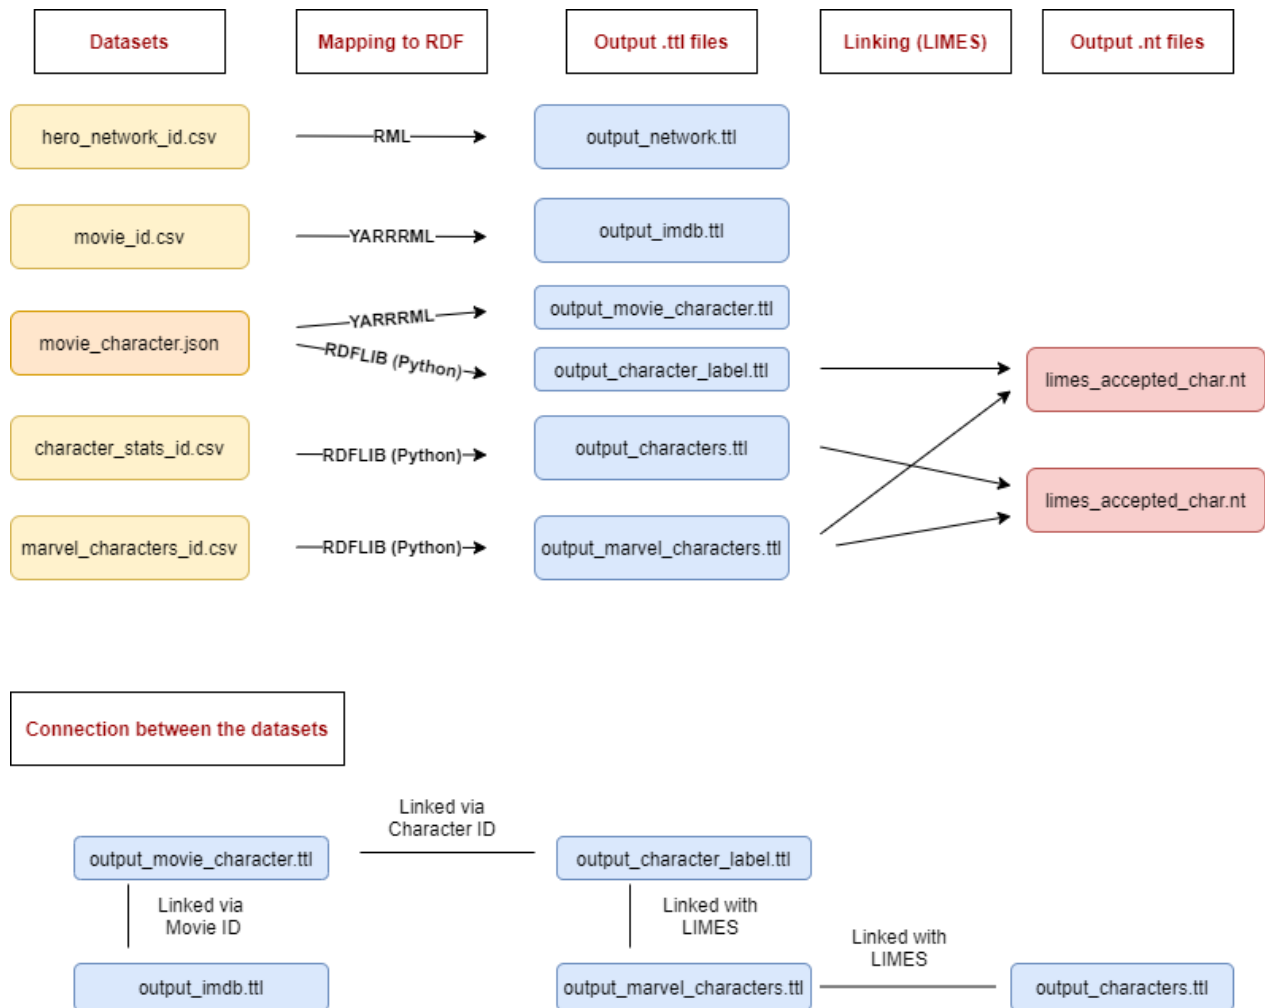 Datasets
Mapping to RDF
Output .ttl files
Linking (LIMES)
Output .nt files
hero_network_id.csv
RML
output_network.ttl
movie_id.csv
YARRRML
output_imdb.ttl
movie_character.json
YARRRML
output_movie_character.ttl
RDFLIB (Python)
output_character_label.ttl
limes_accepted_char.nt
character_stats_id.csv
RDFLIB (Python)
output_characters.ttl
limes_accepted_char.nt
marvel_characters_id.csv
RDFLIB (Python)
output_marvel_characters.ttl
Connection between the datasets
output_movie_character.ttl
Linked via
Character ID
output_character_label.ttl
Linked via
Movie ID
Linked with
LIMES
Linked with
LIMES
output_imdb.ttl
output_marvel_characters.ttl
output_characters.ttl